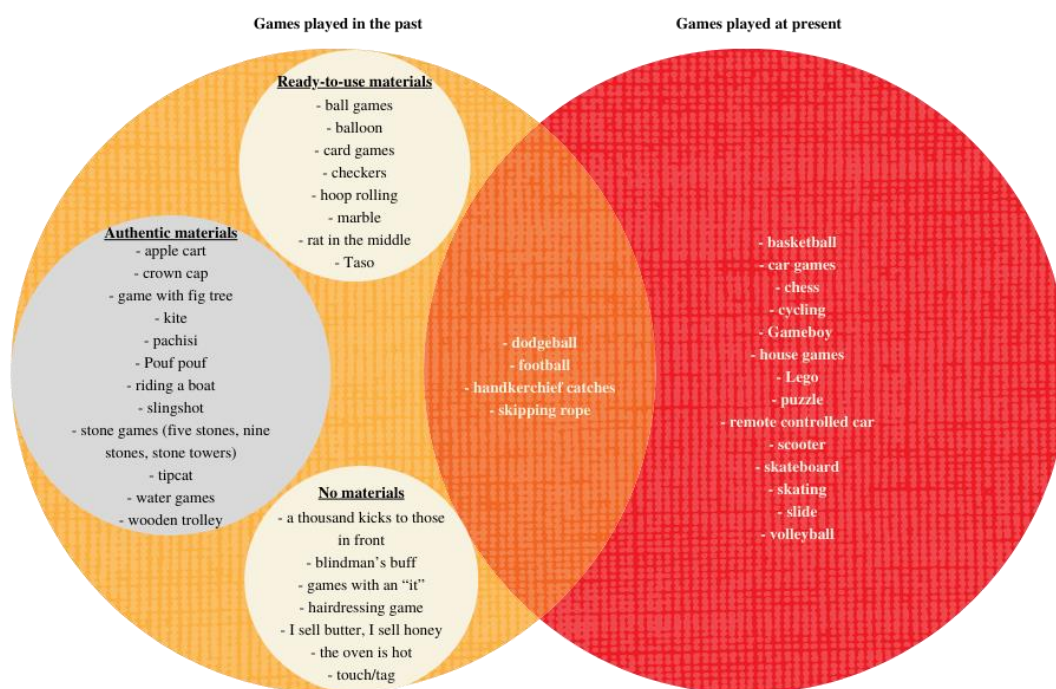 Games played in the past
Games played at present
Ready-to-use materials
- ball games
- balloon
- card games
- checkers
- hoop rolling
- marble
- rat in the middle
- Taso
Authentic materials
- apple cart
- crown cap
- game with fig tree
- kite
- pachisi
- Pouf pouf
- riding a boat
- slingshot
- stone games (five stones, nine
stones, stone towers)
- tipcat
- water games
- wooden trolley
No materials
- a thousand kicks to those
in front
- blindman’s buff
- games with an “it”
- hairdressing game
- I sell butter, I sell honey
- the oven is hot
- touch/tag
- dodgeball
- football
- handkerchief catches
- skipping rope
- basketball
- car games
- chess
- cycling
- Gameboy
- house games
- Lego
- puzzle
- remote controlled car
- scooter
- skateboard
- skating
- slide
- volleyball